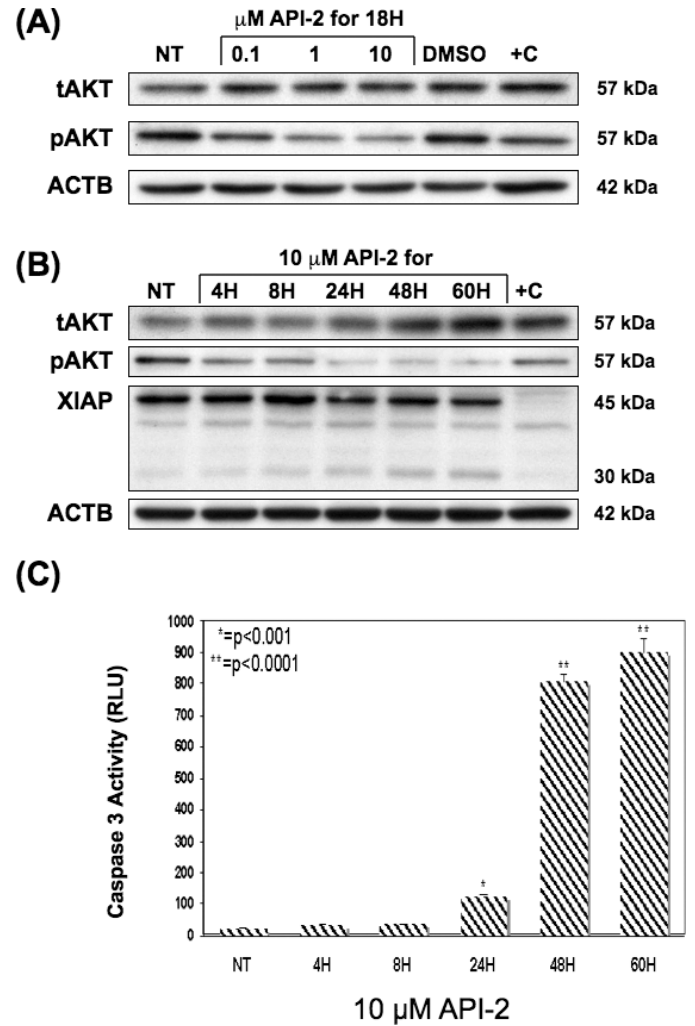 (A)
μM API-2 for 18H
NT 0.1 1 10 DMSO +C
tAKT 57 kDa
pAKT 57 kDa
ACTB 42 kDa
(B)
10 μM API-2 for
NT 4H 8H 24H 48H 60H +C
tAKT 57 kDa
pAKT 57 kDa
XIAP 45 kDa
30 kDa
ACTB 42 kDa
(C)
*=p<0.001
**=p<0.0001
Caspase 3 Activity (RLU)
1000
900
800
700
600
500
400
300
200
100
0
*
**
**
NT 4H 8H 24H 48H 60H
10 μM API-2